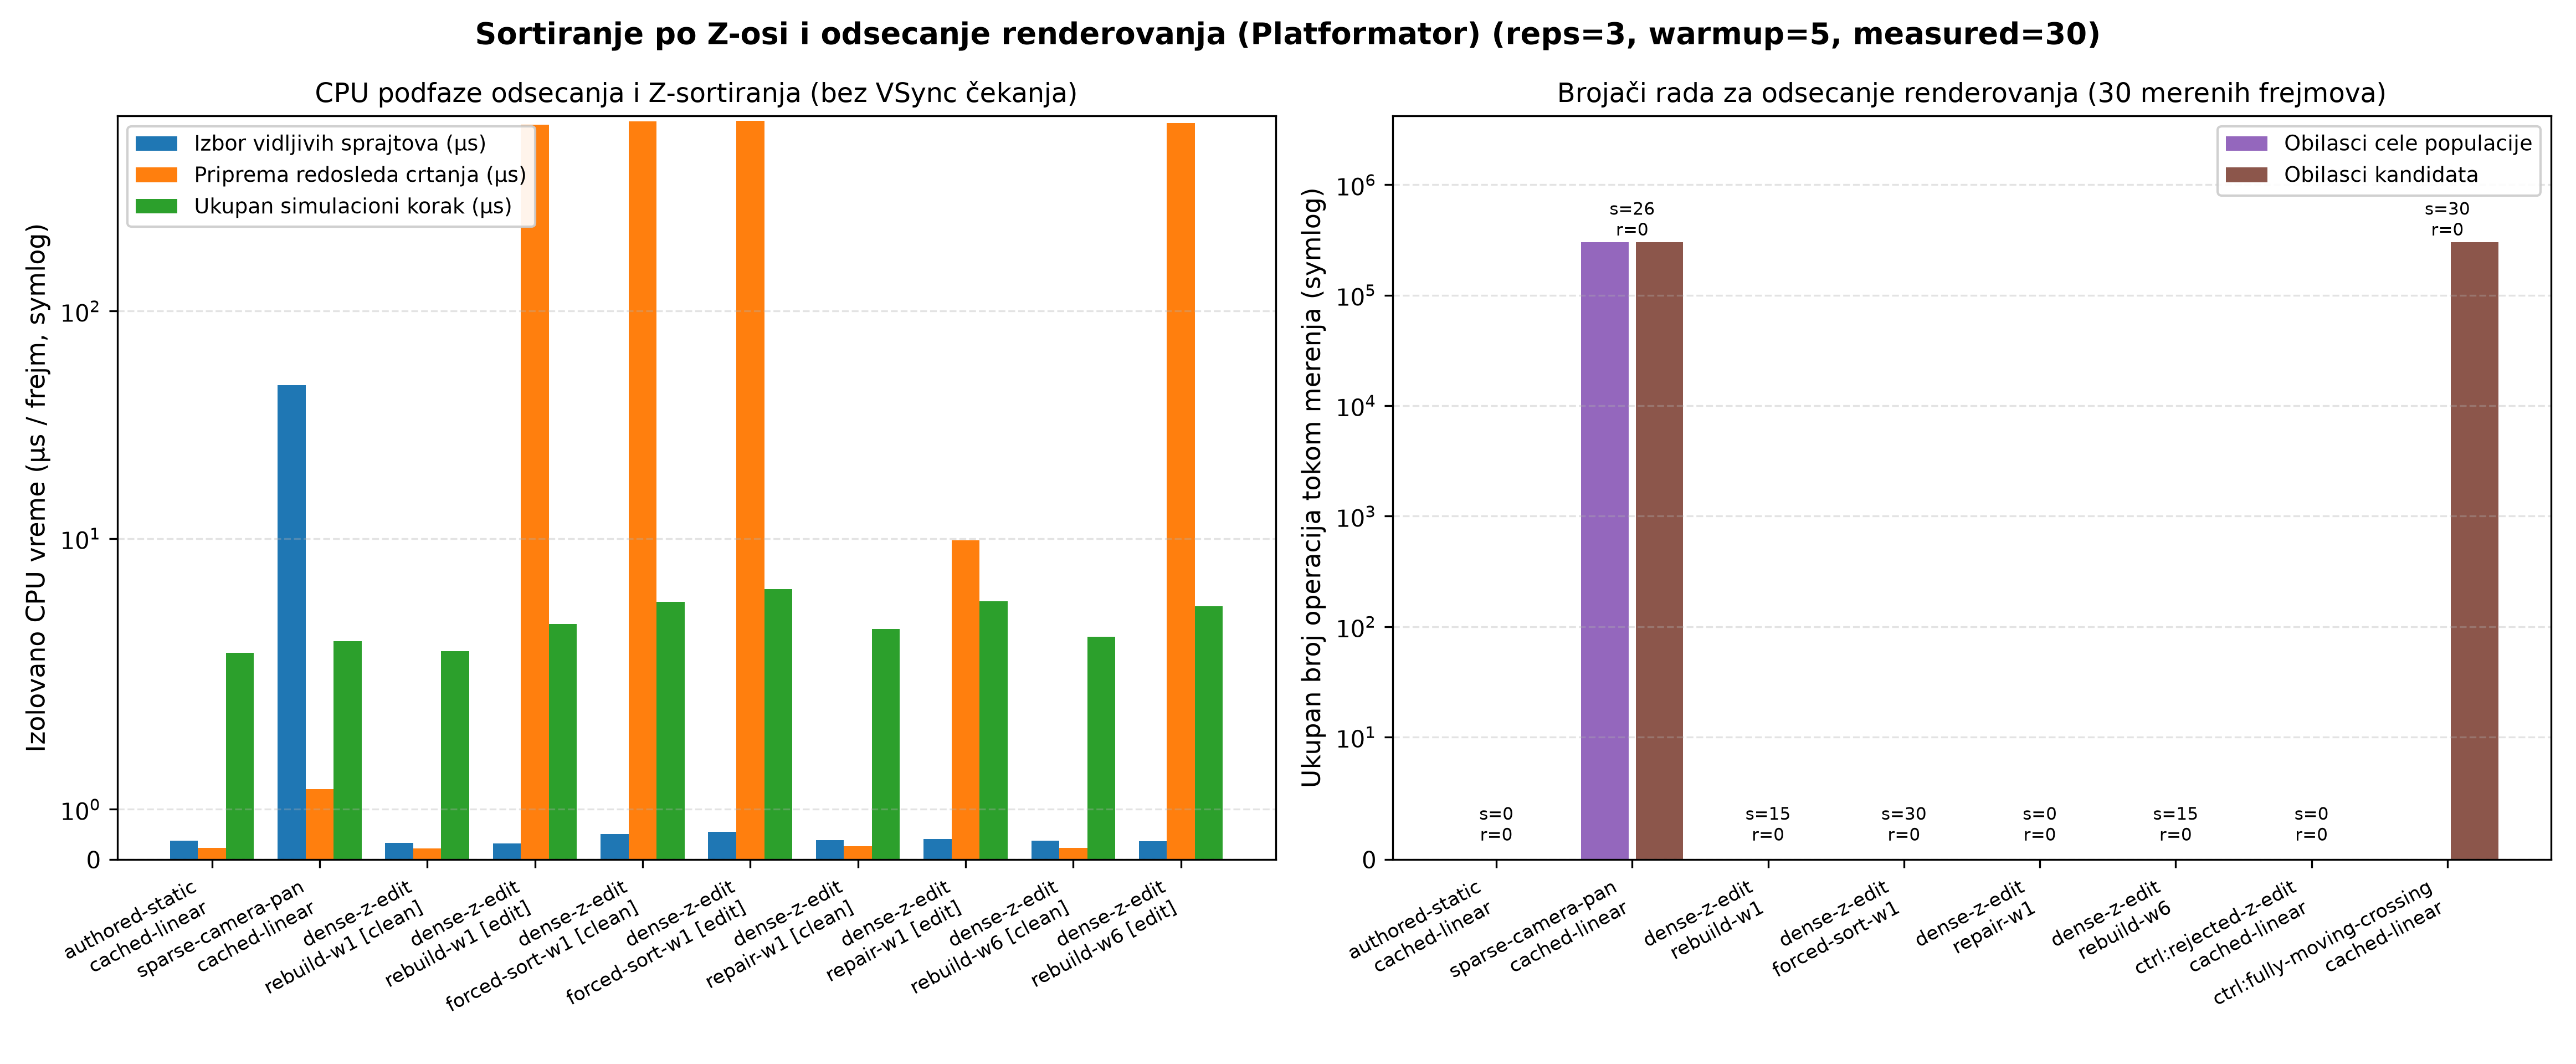 Sortiranje po Z-osi i odsecanje renderovanja (Platformator) (reps=3, warmup=5, measured=30)
CPU podfaze odsecanja i Z-sortiranja (bez VSync čekanja)
Izolovano CPU vreme (µs / frejm, symlog)
Izbor vidljivih sprajtova (µs)
Priprema redosleda crtanja (µs)
Ukupan simulacioni korak (µs)
10²
10¹
10⁰
0
authored-static
cached-linear
sparse-camera-pan
cached-linear
dense-z-edit
rebuild-w1 [clean]
dense-z-edit
rebuild-w1 [edit]
dense-z-edit
forced-sort-w1 [clean]
dense-z-edit
forced-sort-w1 [edit]
dense-z-edit
repair-w1 [clean]
dense-z-edit
repair-w1 [edit]
dense-z-edit
rebuild-w6 [clean]
dense-z-edit
rebuild-w6 [edit]
Brojači rada za odsecanje renderovanja (30 merenih frejmova)
Ukupan broj operacija tokom merenja (symlog)
Obilasci cele populacije
Obilasci kandidata
10⁶
10⁵
10⁴
10³
10²
10¹
0
s=0
r=0
s=26
r=0
s=15
r=0
s=30
r=0
s=0
r=0
s=15
r=0
s=0
r=0
s=30
r=0
authored-static
cached-linear
sparse-camera-pan
cached-linear
dense-z-edit
rebuild-w1
dense-z-edit
forced-sort-w1
dense-z-edit
repair-w1
dense-z-edit
rebuild-w6
ctrl:rejected-z-edit
cached-linear
ctrl:fully-moving-crossing
cached-linear